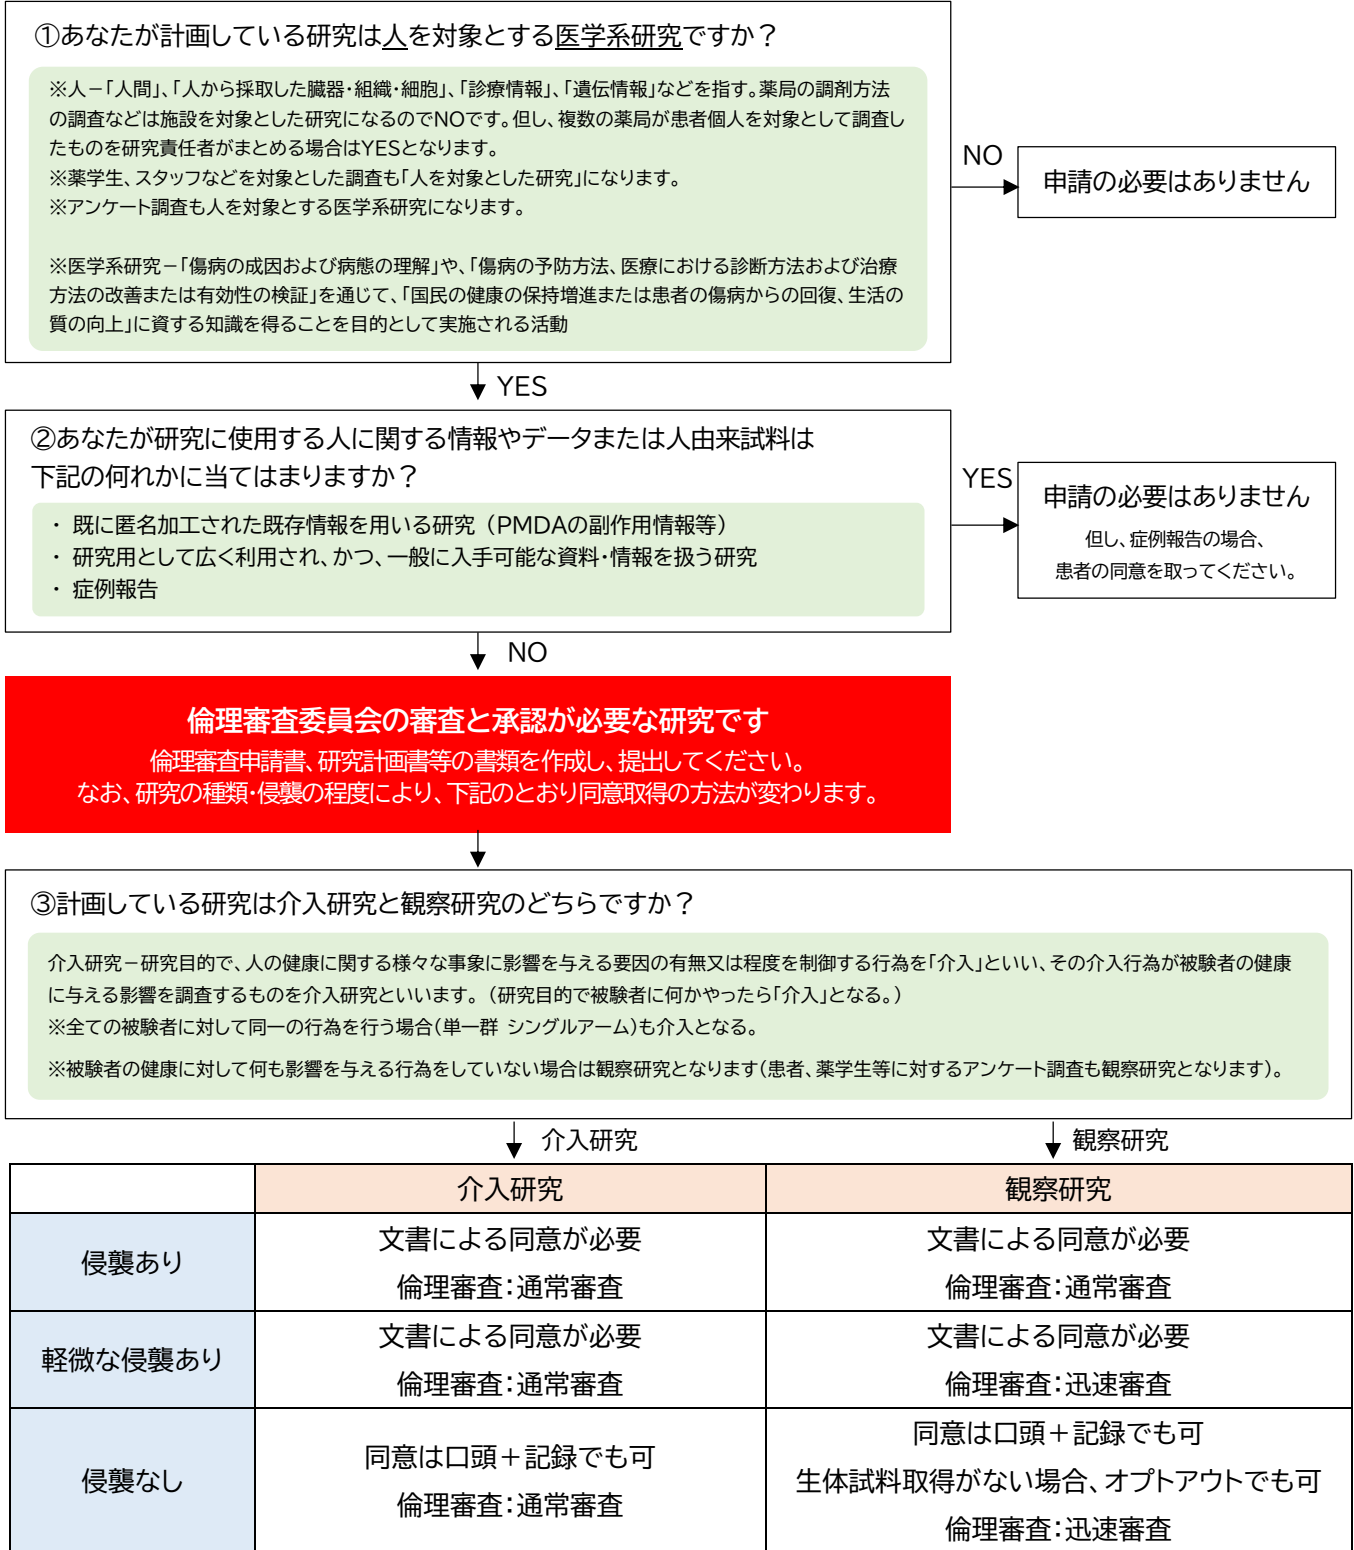 ①あなたが計画している研究は人を対象とする医学系研究ですか？
※人－「人間」、「人から採取した臓器・組織・細胞」、「診療情報」、「遺伝情報」などを指す。薬局の調剤方法
の調査などは施設を対象とした研究になるのでNOです。但し、複数の薬局が患者個人を対象として調査し
たものを研究責任者がまとめる場合はYESとなります。
※薬学生、スタッフなどを対象とした調査も「人を対象とした研究」になります。
※アンケート調査も人を対象とする医学系研究になります。
※医学系研究－「傷病の成因および病態の理解」や、「傷病の予防方法、医療における診断方法および治療
方法の改善または有効性の検証」を通じて、「国民の健康の保持増進または患者の傷病からの回復、生活の
質の向上」に資する知識を得ることを目的として実施される活動
NO
申請の必要はありません
YES
②あなたが研究に使用する人に関する情報やデータまたは人由来試料は
下記の何れかに当てはまりますか？
・ 既に匿名加工された既存情報を用いる研究（PMDAの副作用情報等）
・ 研究用として広く利用され、かつ、一般に入手可能な資料・情報を扱う研究
・ 症例報告
YES
申請の必要はありません
但し、症例報告の場合、
患者の同意を取ってください。
NO
倫理審査委員会の審査と承認が必要な研究です
倫理審査申請書、研究計画書等の書類を作成し、提出してください。
なお、研究の種類・侵襲の程度により、下記のとおり同意取得の方法が変わります。
③計画している研究は介入研究と観察研究のどちらですか？
介入研究－研究目的で、人の健康に関する様々な事象に影響を与える要因の有無又は程度を制御する行為を「介入」といい、その介入行為が被験者の健康
に与える影響を調査するものを介入研究といいます。（研究目的で被験者に何かやったら「介入」となる。）
※全ての被験者に対して同一の行為を行う場合（単一群 シングルアーム）も介入となる。
※被験者の健康に対して何も影響を与える行為をしていない場合は観察研究となります（患者、薬学生等に対するアンケート調査も観察研究となります）。
介入研究
観察研究
介入研究
観察研究
侵襲あり
文書による同意が必要
倫理審査：通常審査
文書による同意が必要
倫理審査：通常審査
軽微な侵襲あり
文書による同意が必要
倫理審査：通常審査
文書による同意が必要
倫理審査：迅速審査
侵襲なし
同意は口頭＋記録でも可
倫理審査：通常審査
同意は口頭＋記録でも可
生体試料取得がない場合、オプトアウトでも可
倫理審査：迅速審査